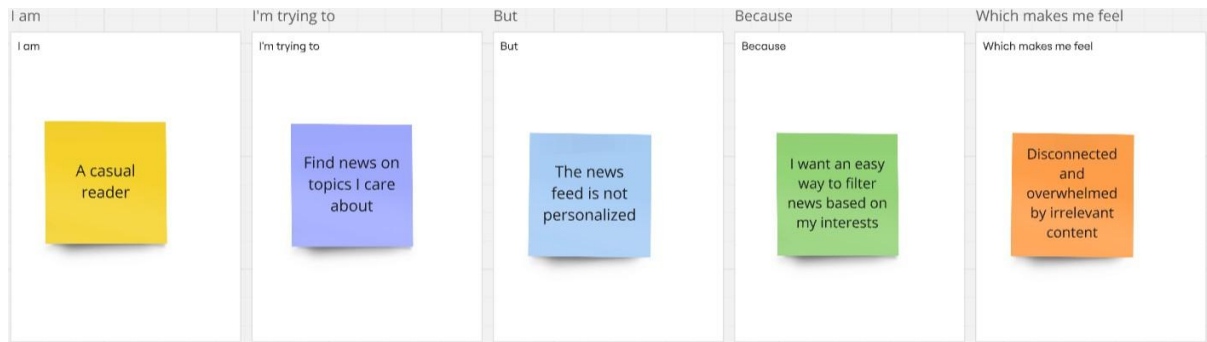 I am
I'm trying to
But
Because
Which makes me feel
I am
I'm trying to
But
Because
Which makes me feel
A casual
reader
Find news on
topics I care
about
The news
feed is not
personalized
I want an easy
way to filter
news based on
my interests
Disconnected
and
overwhelmed
by irrelevant
content